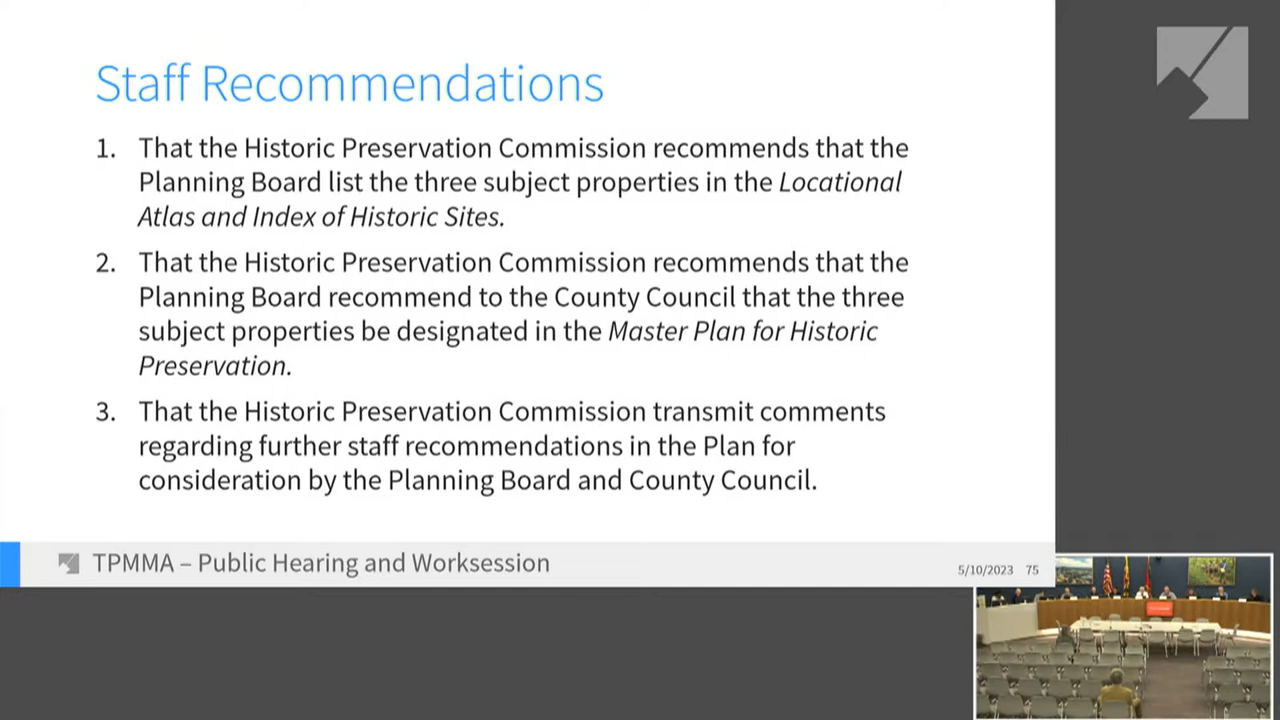 Staff Recommendations
1. That the Historic Preservation Commission recommends that the
Planning Board list the three subject properties in the Locational
Atlas and Index of Historic Sites.
2. That the Historic Preservation Commission recommends that the
Planning Board recommend to the County Council that the three
subject properties be designated in the Master Plan for Historic
Preservation.
3. That the Historic Preservation Commission transmit comments
regarding further staff recommendations in the Plan for
consideration by the Planning Board and County Council.
TPMMA – Public Hearing and Worksession
5/10/2023 75